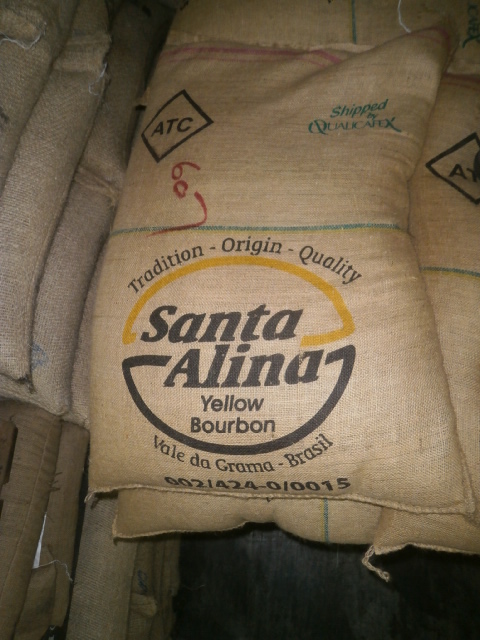 ATC
Shipped
by
QUALICAFEX
Tradition - Origin - Quality
Santa
Alina
Yellow
Bourbon
Vale da Grama - Brasil
002/424-0/0015